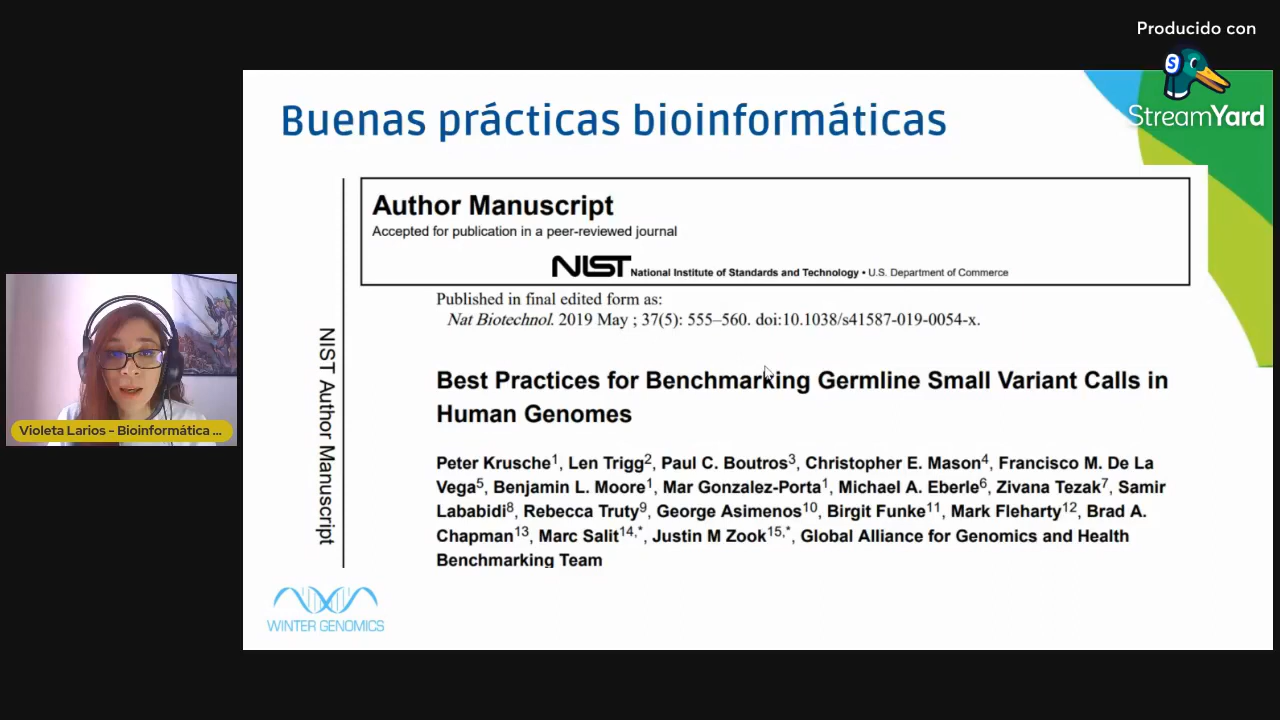 Producido con
StreamYard
Buenas prácticas bioinformáticas
Author Manuscript
Accepted for publication in a peer-reviewed journal
NIST National Institute of Standards and Technology • U.S. Department of Commerce
NIST Author Manuscript
Published in final edited form as:
Nat Biotechnol. 2019 May ; 37(5): 555–560. doi:10.1038/s41587-019-0054-x.
Best Practices for Benchmarking Germline Small Variant Calls in
Human Genomes
Peter Krusche1, Len Trigg2, Paul C. Boutros3, Christopher E. Mason4, Francisco M. De La
Vega5, Benjamin L. Moore1, Mar Gonzalez-Porta1, Michael A. Eberle6, Zivana Tezak7, Samir
Lababidi8, Rebecca Truty9, George Asimenos10, Birgit Funke11, Mark Fleharty12, Brad A.
Chapman13, Marc Salit14,*, Justin M Zook15,*, Global Alliance for Genomics and Health
Benchmarking Team
Violeta Larios - Bioinformática ...
WINTER GENOMICS